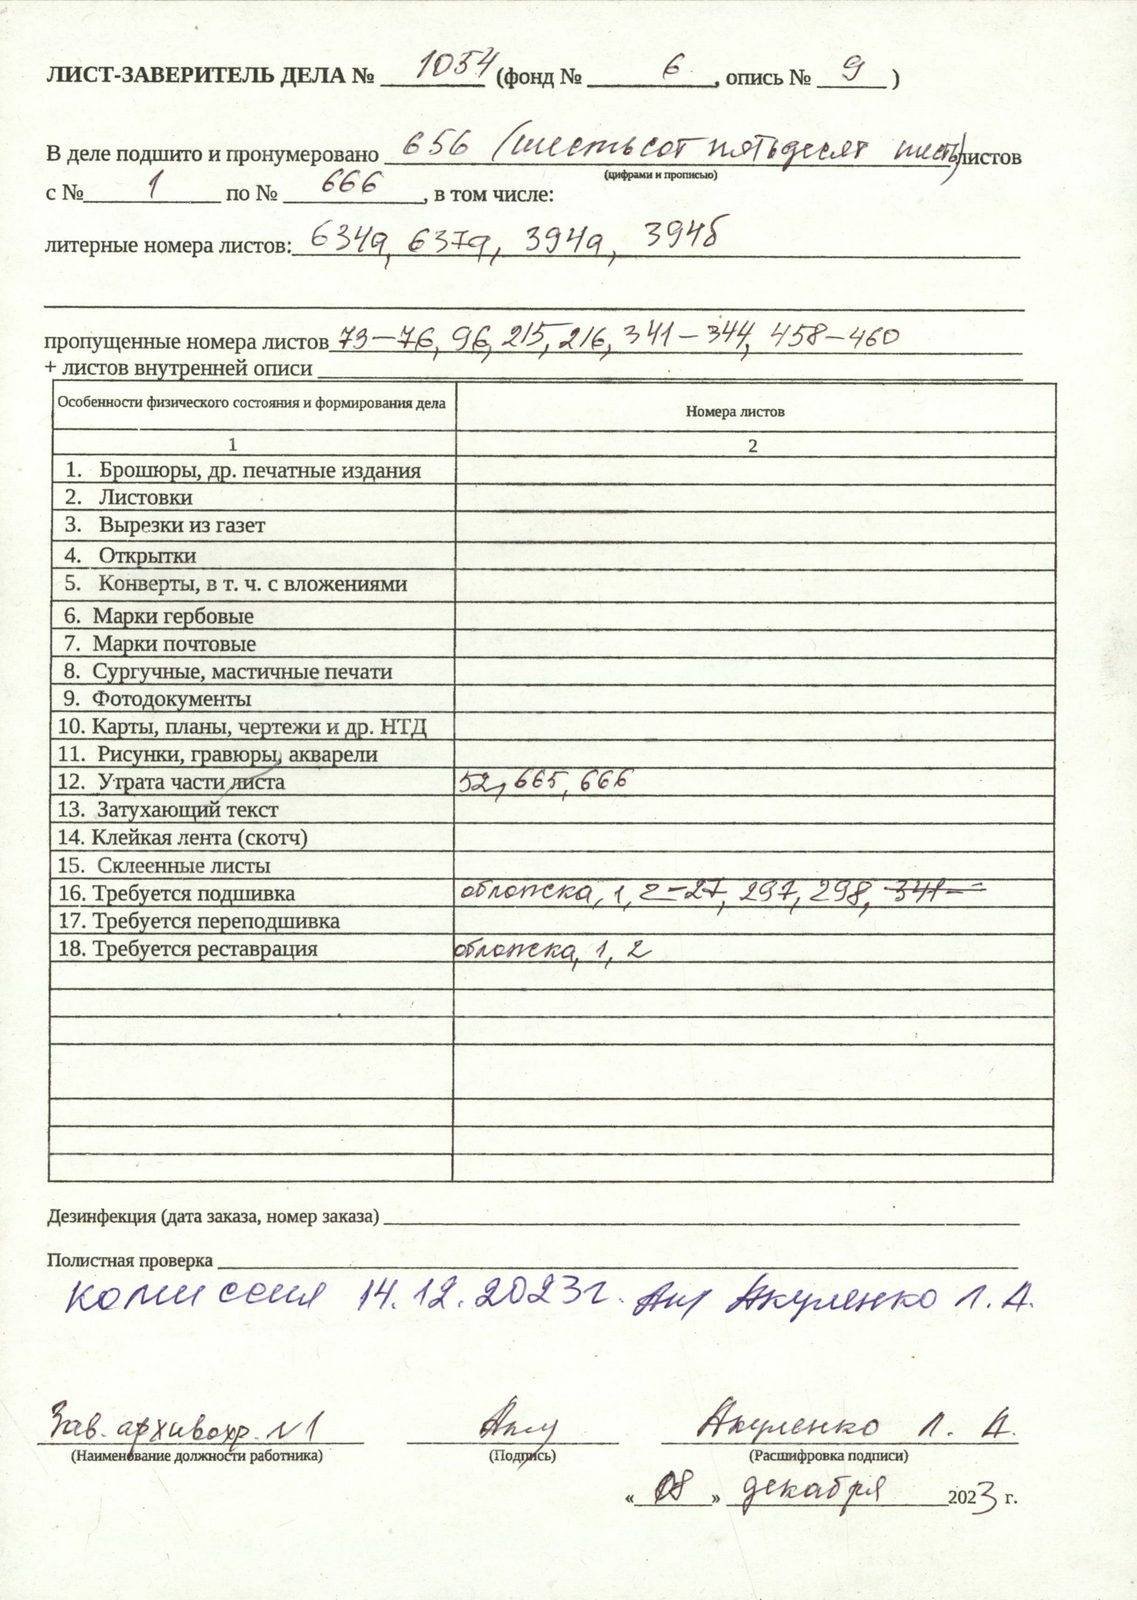 ЛИСТ-ЗАВЕРИТЕЛЬ ДЕЛА № 1054 (фонд № 6, опись № 9)
В деле подшито и пронумеровано 656 (шестьсот пятьдесят шесть) листов
(цифрами и прописью)
с № 1 по № 666, в том числе:
литерные номера листов: 634а, 637а, 394а, 394б
пропущенные номера листов 73–76, 96, 215, 216, 341–344, 458–460
+ листов внутренней описи
Особенности физического состояния и формирования дела Номера листов
1 2
1. Брошюры, др. печатные издания
2. Листовки
3. Вырезки из газет
4. Открытки
5. Конверты, в т. ч. с вложениями
6. Марки гербовые
7. Марки почтовые
8. Сургучные, мастичные печати
9. Фотодокументы
10. Карты, планы, чертежи и др. НТД
11. Рисунки, гравюры, акварели
12. Утрата части листа 52, 665, 666
13. Затухающий текст
14. Клейкая лента (скотч)
15. Склеенные листы
16. Требуется подшивка обложка, 1, 2–27, 297, 298, 341–
17. Требуется переподшивка
18. Требуется реставрация обложка, 1, 2
Дезинфекция (дата заказа, номер заказа)
Полистная проверка
комиссия 14.12.2023г. Акуленко Л. А.
Зав. архивохр. №1 Акуленко Л. А.
(Наименование должности работника) (Подпись) (Расшифровка подписи)
«08» декабря 2023 г.